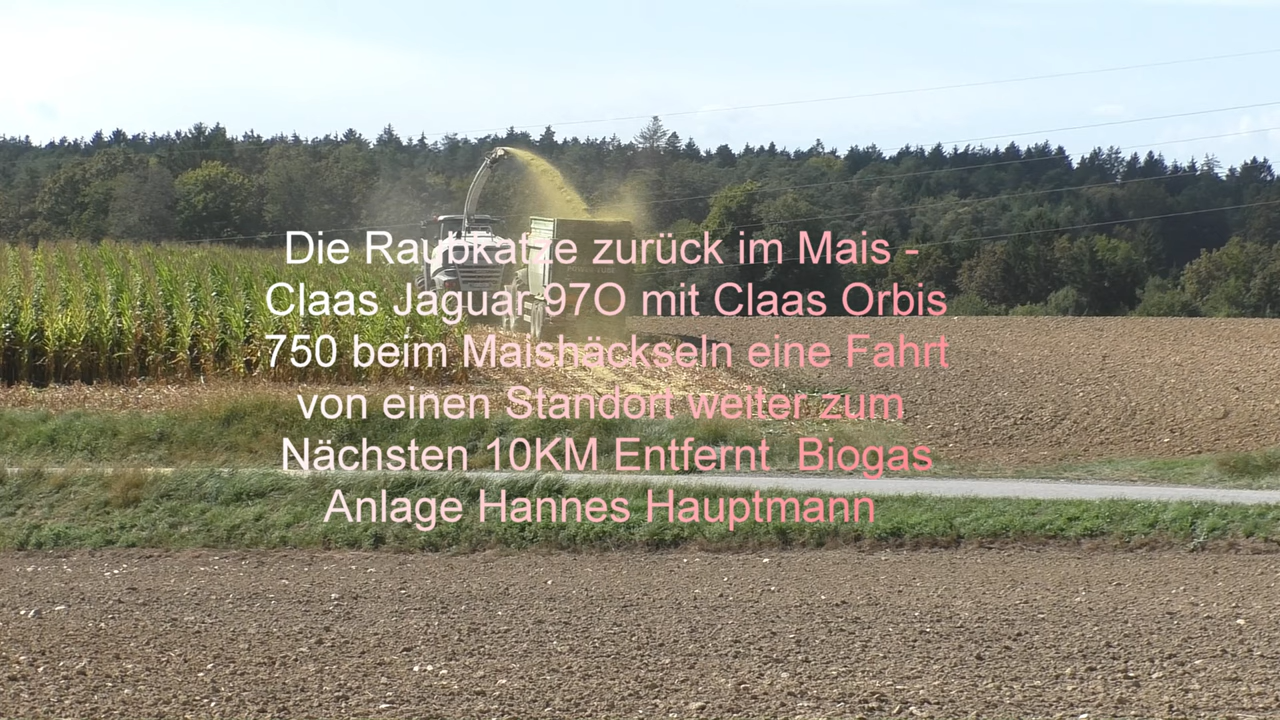 Die Raubkatze zurück im Mais -
Claas Jaguar 97O mit Claas Orbis
750 beim Maishäckseln eine Fahrt
von einen Standort weiter zum
Nächsten 10KM Entfernt  Biogas
Anlage Hannes Hauptmann